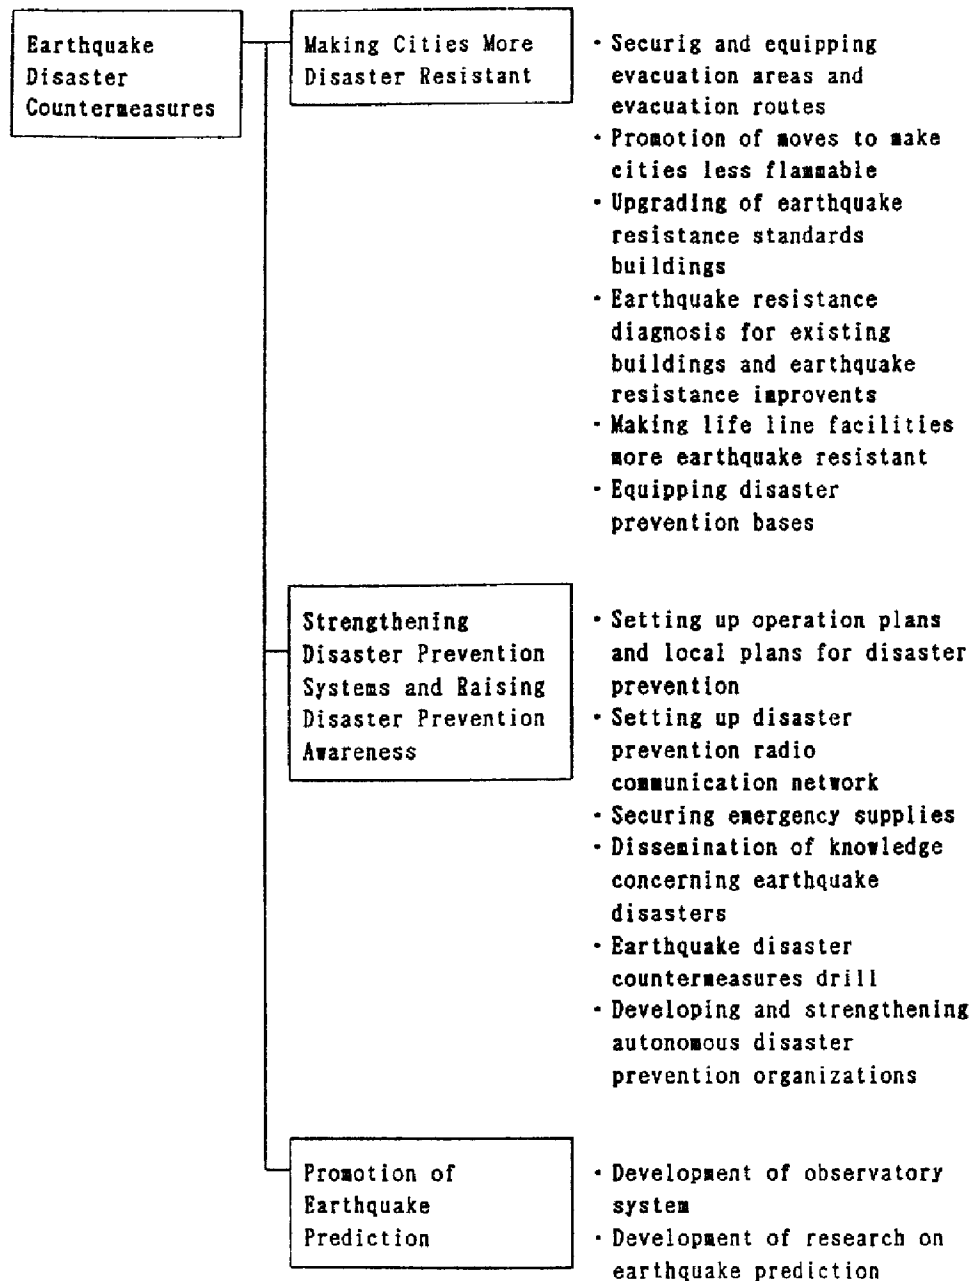 Earthquake
Disaster
Countermeasures
Making Cities More
Disaster Resistant
・Securig and equipping
evacuation areas and
evacuation routes
・Promotion of moves to make
cities less flammable
・Upgrading of earthquake
resistance standards
buildings
・Earthquake resistance
diagnosis for existing
buildings and earthquake
resistance improvents
・Making life line facilities
more earthquake resistant
・Equipping disaster
prevention bases
Strengthening
Disaster Prevention
Systems and Raising
Disaster Prevention
Awareness
・Setting up operation plans
and local plans for disaster
prevention
・Setting up disaster
prevention radio
communication network
・Securing emergency supplies
・Dissemination of knowledge
concerning earthquake
disasters
・Earthquake disaster
countermeasures drill
・Developing and strengthening
autonomous disaster
prevention organizations
Promotion of
Earthquake
Prediction
・Development of observatory
system
・Development of research on
earthquake prediction